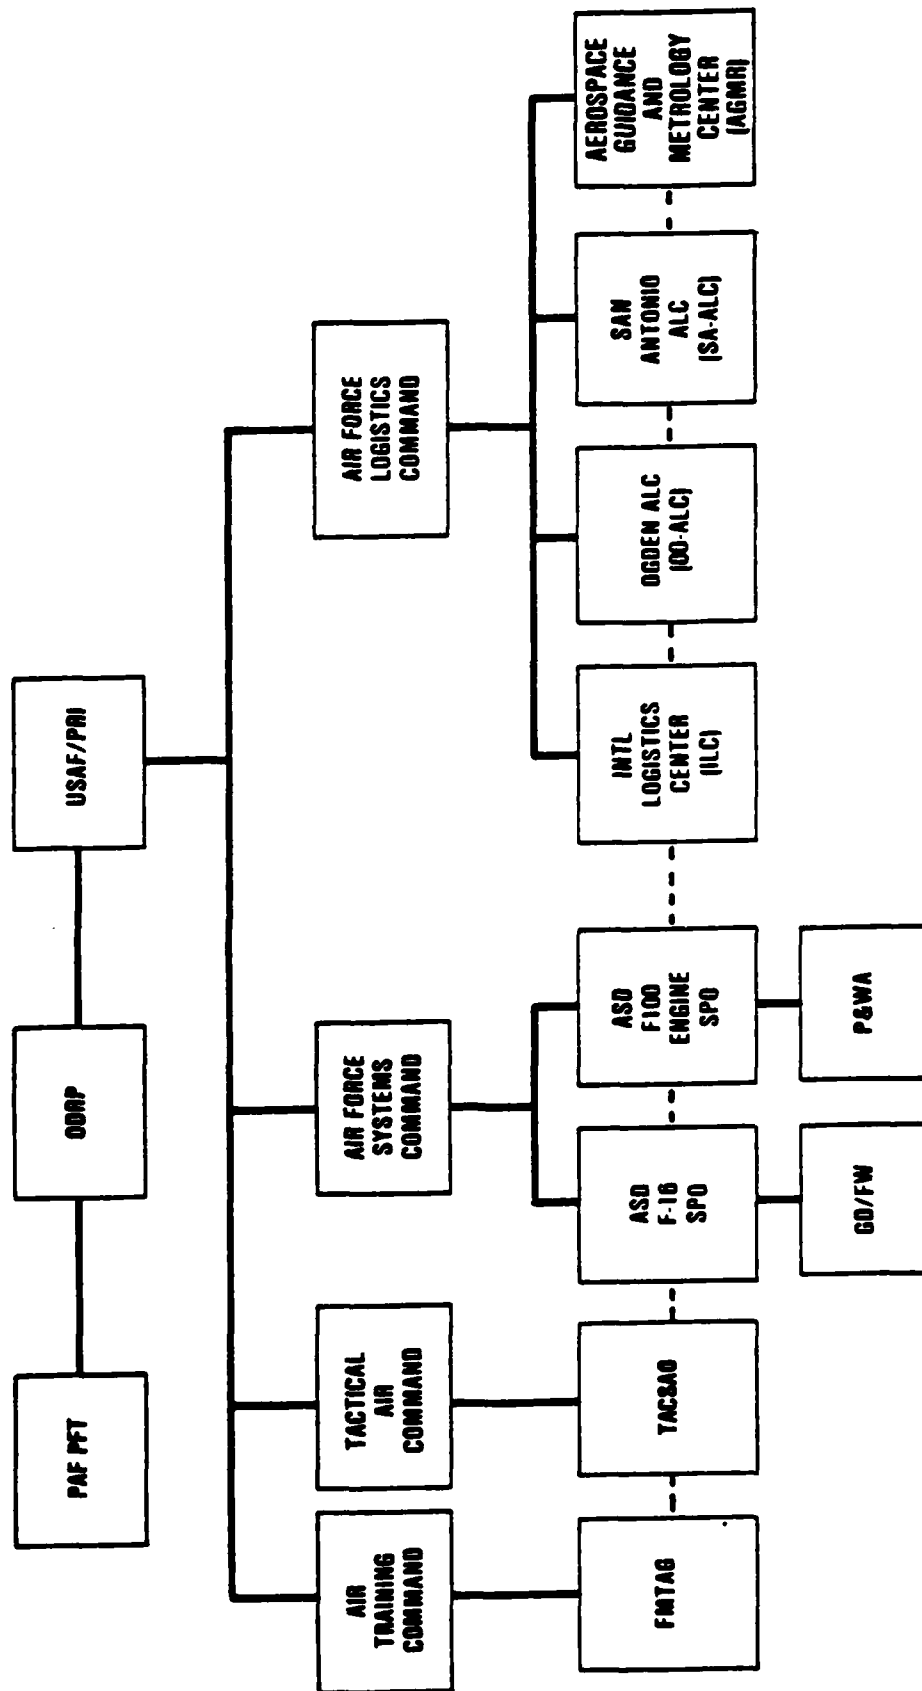 PAF PFT
ODRP
USAF/PRI
AIR
TRAINING
COMMAND
TACTICAL
AIR
COMMAND
AIR FORCE
SYSTEMS
COMMAND
AIR FORCE
LOGISTICS
COMMAND
FMTAG
TACSAO
ASD
F-16
SPO
ASD
F100
ENGINE
SPO
INTL
LOGISTICS
CENTER
(ILC)
OGDEN ALC
(OO-ALC)
SAN
ANTONIO
ALC
(SA-ALC)
AEROSPACE
GUIDANCE
AND
METROLOGY
CENTER
(AGMR)
GD/FW
P&WA